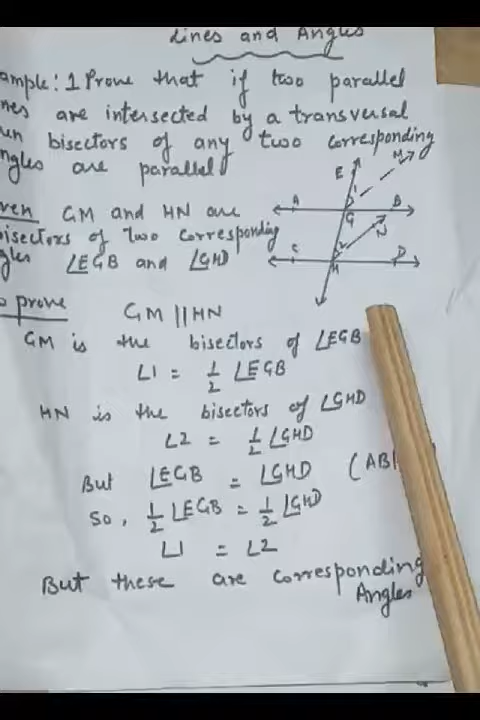 Lines and Angles
ample: 1 Prove that if two parallel
nes are intersected by a transversal
en bisectors of any two corresponding
ngles are parallel
ven GM and HN are
bisectors of two corresponding
gles ∠EGB and ∠GHD
E M
1
A G B
2 N
C H D
o prove GM || HN
GM is the bisectors of ∠EGB
∠1 = 1/2 ∠EGB
HN is the bisectors of ∠GHD
∠2 = 1/2 ∠GHD
But ∠EGB = ∠GHD (AB
So, 1/2 ∠EGB = 1/2 ∠GHD
∠1 = ∠2
But these are corresponding
Angles